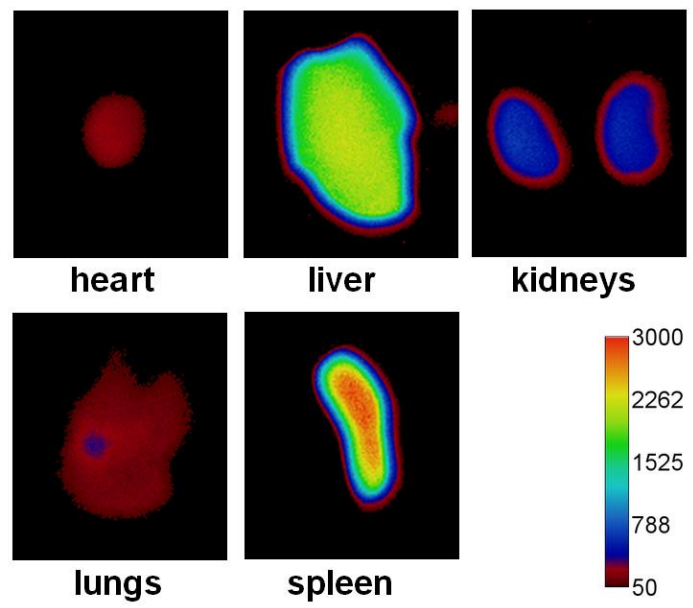 heart
liver
kidneys
lungs
spleen
3000
2262
1525
788
50